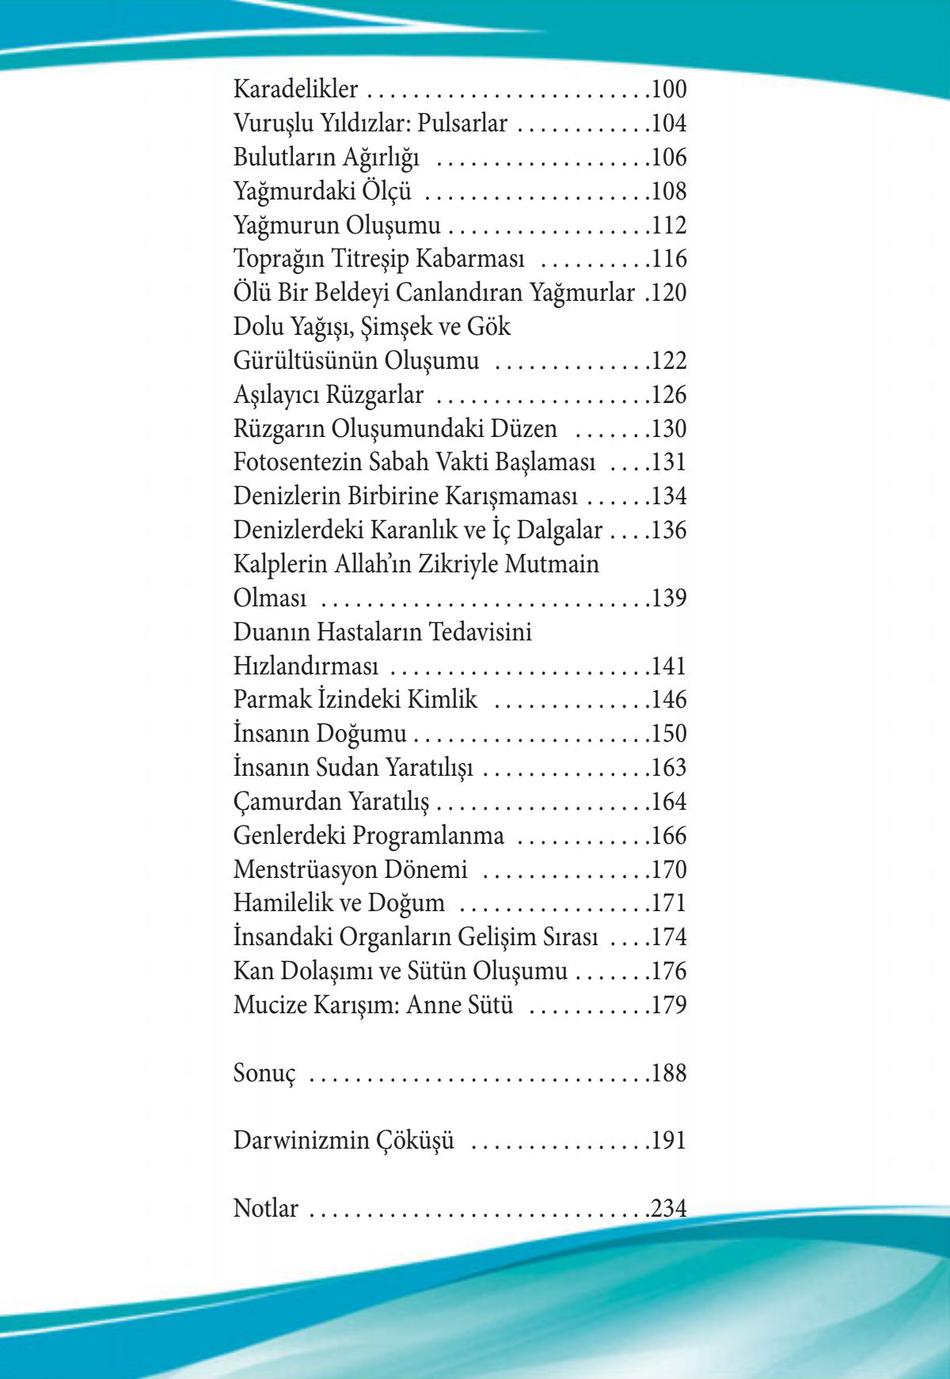 Karadelikler . . . . . . . . . . . . . . . . . . . . . . . . .100
Vuruşlu Yıldızlar: Pulsarlar . . . . . . . . . . . .104
Bulutların Ağırlığı . . . . . . . . . . . . . . . . . . .106
Yağmurdaki Ölçü . . . . . . . . . . . . . . . . . . . .108
Yağmurun Oluşumu . . . . . . . . . . . . . . . . . .112
Toprağın Titreşip Kabarması . . . . . . . . . .116
Ölü Bir Beldeyi Canlandıran Yağmurlar .120
Dolu Yağışı, Şimşek ve Gök
Gürültüsünün Oluşumu . . . . . . . . . . . . . .122
Aşılayıcı Rüzgarlar . . . . . . . . . . . . . . . . . . .126
Rüzgarın Oluşumundaki Düzen . . . . . . .130
Fotosentezin Sabah Vakti Başlaması . . . .131
Denizlerin Birbirine Karışmaması . . . . . .134
Denizlerdeki Karanlık ve İç Dalgalar . . . .136
Kalplerin Allah’ın Zikriyle Mutmain
Olması . . . . . . . . . . . . . . . . . . . . . . . . . . . . .139
Duanın Hastaların Tedavisini
Hızlandırması . . . . . . . . . . . . . . . . . . . . . . .141
Parmak İzindeki Kimlik . . . . . . . . . . . . . .146
İnsanın Doğumu . . . . . . . . . . . . . . . . . . . . .150
İnsanın Sudan Yaratılışı . . . . . . . . . . . . . . .163
Çamurdan Yaratılış . . . . . . . . . . . . . . . . . . .164
Genlerdeki Programlanma . . . . . . . . . . . .166
Menstrüasyon Dönemi . . . . . . . . . . . . . . .170
Hamilelik ve Doğum . . . . . . . . . . . . . . . . .171
İnsandaki Organların Gelişim Sırası . . . .174
Kan Dolaşımı ve Sütün Oluşumu . . . . . . .176
Mucize Karışım: Anne Sütü . . . . . . . . . . .179
Sonuç . . . . . . . . . . . . . . . . . . . . . . . . . . . . . .188
Darwinizmin Çöküşü . . . . . . . . . . . . . . . .191
Notlar . . . . . . . . . . . . . . . . . . . . . . . . . . . . . .234